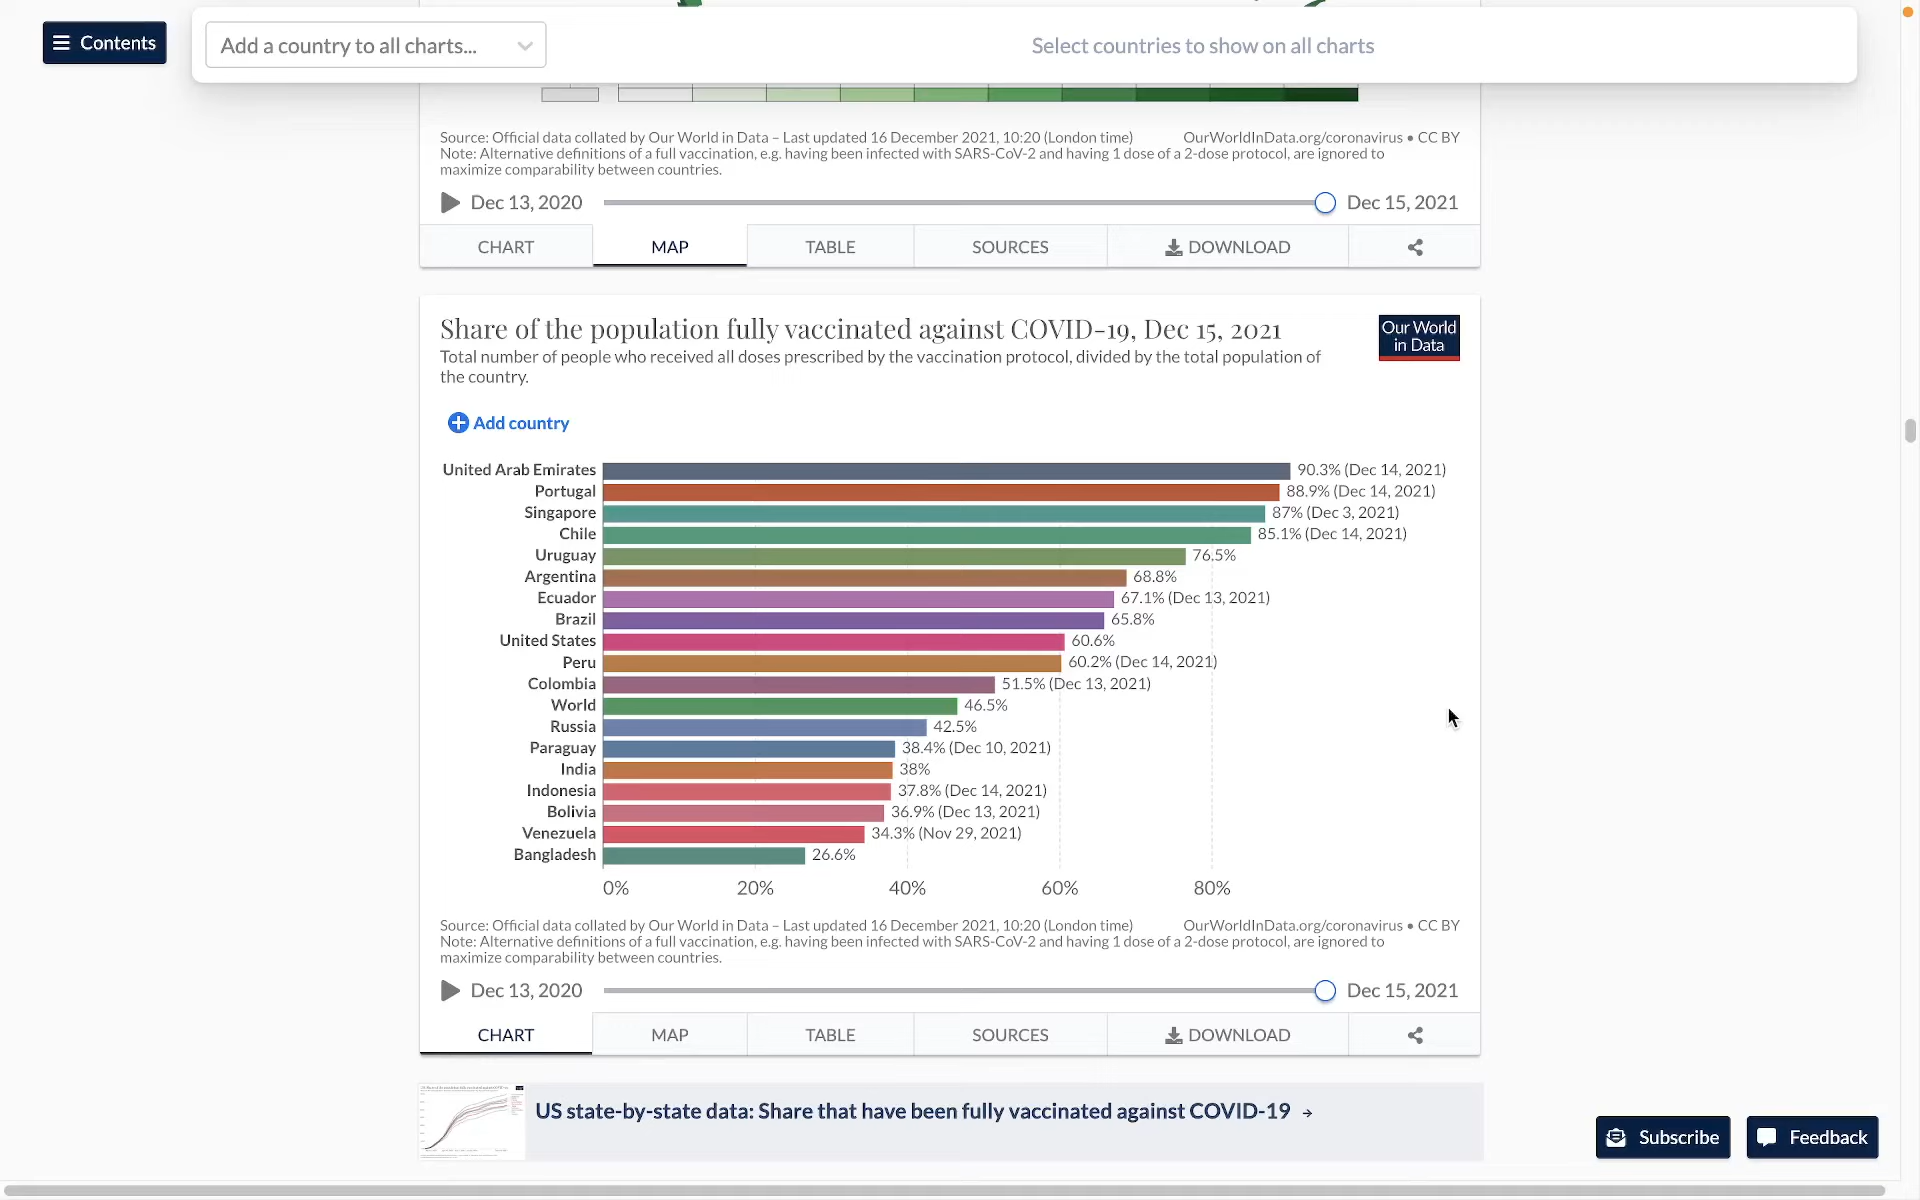 Contents
Add a country to all charts...
Select countries to show on all charts
Source: Official data collated by Our World in Data – Last updated 16 December 2021, 10:20 (London time)
OurWorldInData.org/coronavirus • CC BY
Note: Alternative definitions of a full vaccination, e.g. having been infected with SARS-CoV-2 and having 1 dose of a 2-dose protocol, are ignored to
maximize comparability between countries.
Dec 13, 2020
Dec 15, 2021
CHART
MAP
TABLE
SOURCES
DOWNLOAD
Share of the population fully vaccinated against COVID-19, Dec 15, 2021
Our World
in Data
Total number of people who received all doses prescribed by the vaccination protocol, divided by the total population of
the country.
Add country
United Arab Emirates 90.3% (Dec 14, 2021)
Portugal 88.9% (Dec 14, 2021)
Singapore 87% (Dec 3, 2021)
Chile 85.1% (Dec 14, 2021)
Uruguay 76.5%
Argentina 68.8%
Ecuador 67.1% (Dec 13, 2021)
Brazil 65.8%
United States 60.6%
Peru 60.2% (Dec 14, 2021)
Colombia 51.5% (Dec 13, 2021)
World 46.5%
Russia 42.5%
Paraguay 38.4% (Dec 10, 2021)
India 38%
Indonesia 37.8% (Dec 14, 2021)
Bolivia 36.9% (Dec 13, 2021)
Venezuela 34.3% (Nov 29, 2021)
Bangladesh 26.6%
0% 20% 40% 60% 80%
Source: Official data collated by Our World in Data – Last updated 16 December 2021, 10:20 (London time)
OurWorldInData.org/coronavirus • CC BY
Note: Alternative definitions of a full vaccination, e.g. having been infected with SARS-CoV-2 and having 1 dose of a 2-dose protocol, are ignored to
maximize comparability between countries.
Dec 13, 2020
Dec 15, 2021
CHART
MAP
TABLE
SOURCES
DOWNLOAD
US state-by-state data: Share that have been fully vaccinated against COVID-19 →
Subscribe
Feedback